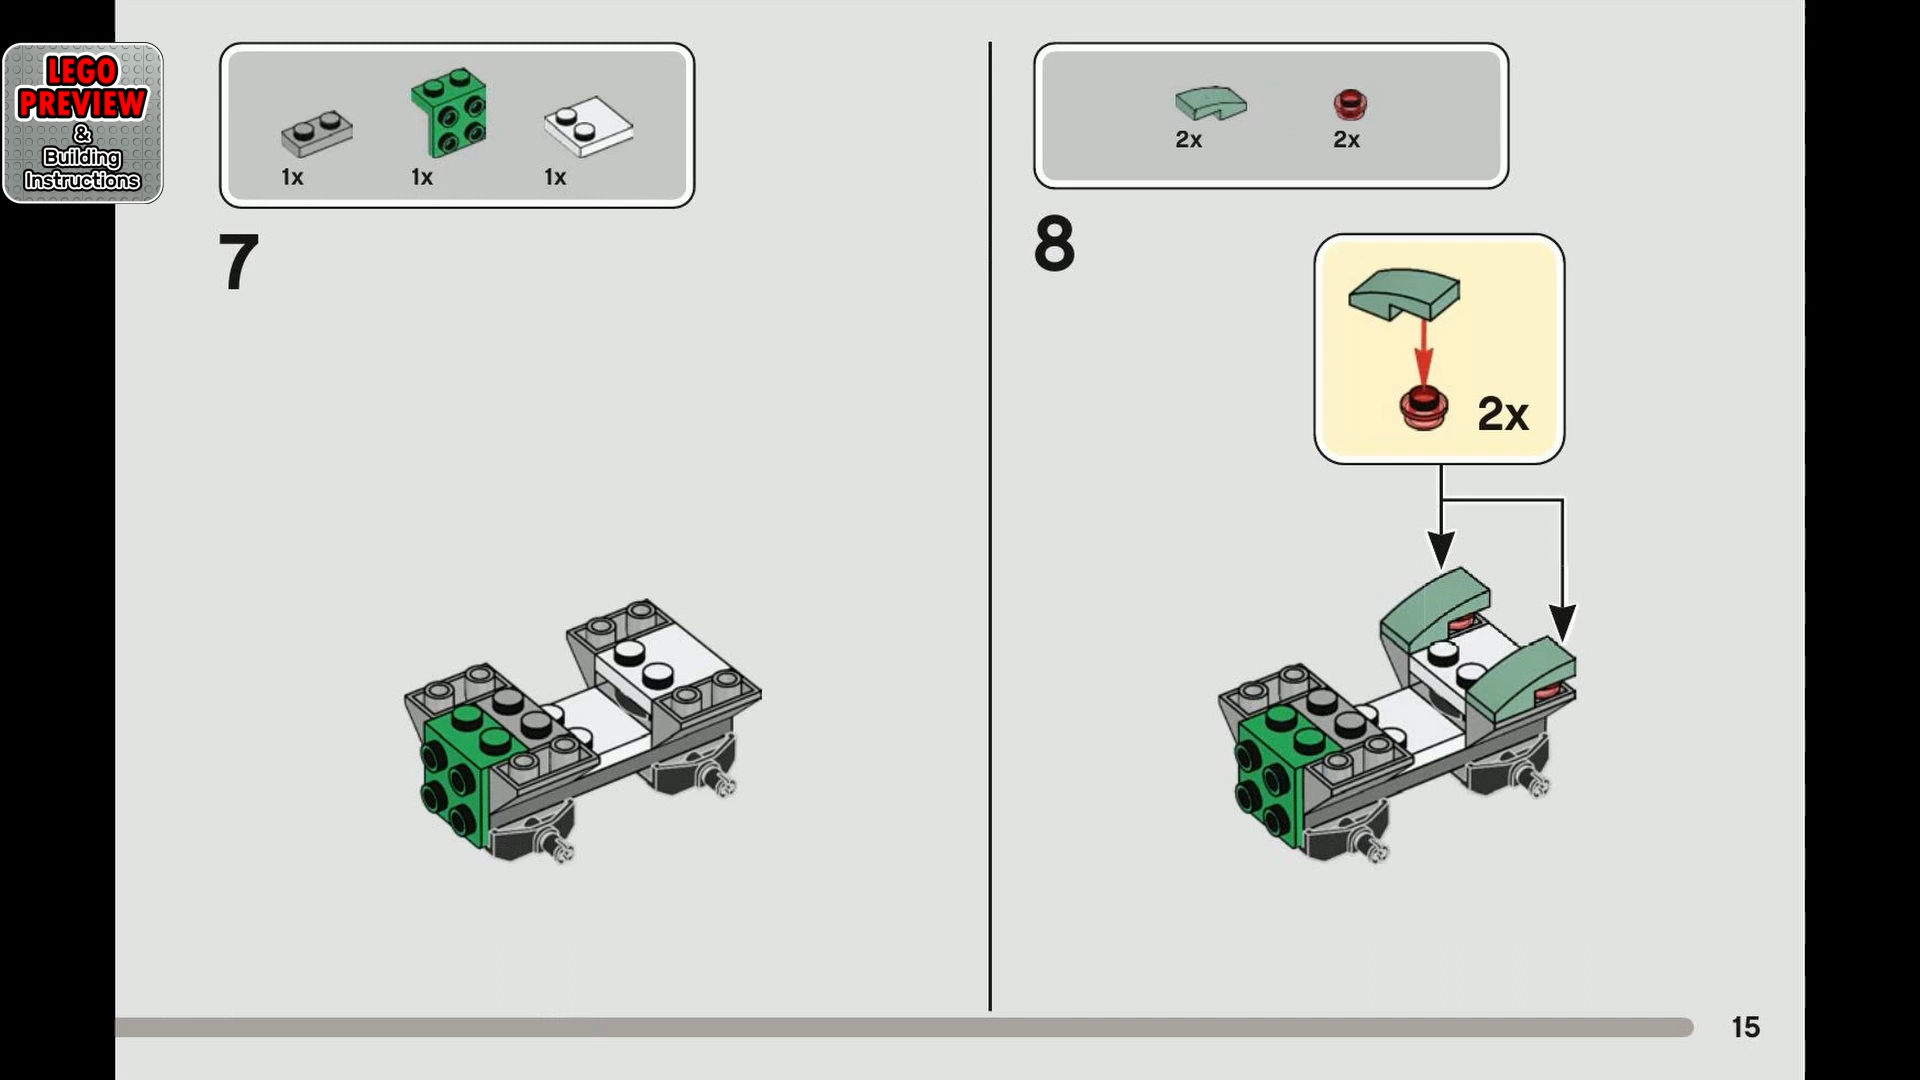 LEGO
PREVIEW
&
Building
Instructions
1x 1x 1x
7
2x 2x
8
2x
15